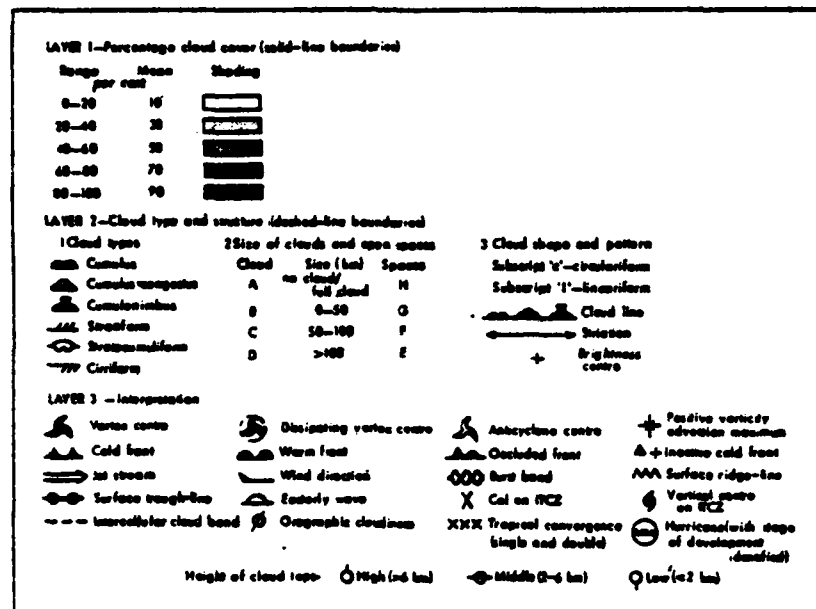 LAYER 1—Percentage cloud cover (solid-line boundaries)
Range Mean Shading
per cent
0—20 10
20—40 30
40—60 50
60—80 70
80—100 90
LAYER 2—Cloud type and structure (dashed-line boundaries)
1 Cloud types 2 Size of clouds and open spaces 3 Cloud shape and pattern
Cumulus Cloud Size (km) Spaces Subscript 'c'—circulariform
Cumulus congestus A no cloud/ full cloud H Subscript 'l'—lineariform
Cumulonimbus B 0—50 G Cloud line
Stratiform C 50—100 F Striation
Stratocumuliform D >100 E + Brightness centre
Cirriform
LAYER 3—Interpretation
Vortex centre Dissipating vortex centre Anticyclone centre Positive vorticity advection maximum
Cold front Warm front Occluded front Inactive cold front
Jet stream Wind direction Burst band Surface ridge-line
Surface trough-line Easterly wave Col on ITCZ Vortical centre on ITCZ
Intercellular cloud band Orographic cloudiness XXX Tropical convergence (single and double) Hurricane (with stage of development identified)
Height of cloud tops High (>6 km) Middle (2—6 km) Low (<2 km)